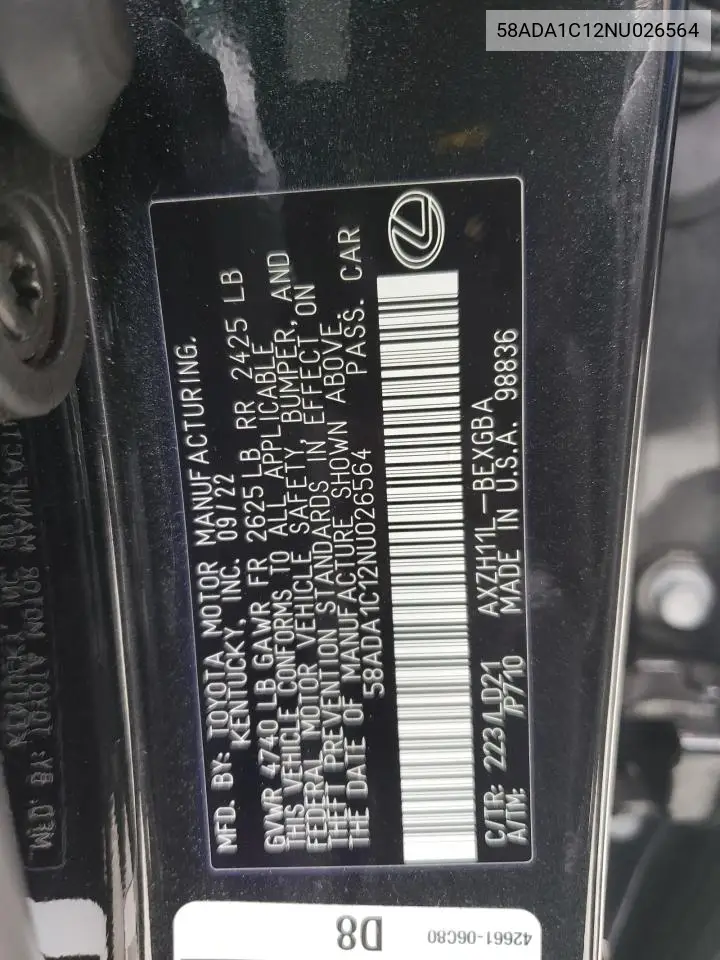 58ADA1C12NU026564
MFD. BY: TOYOTA MOTOR MANUFACTURING,
KENTUCKY, INC. 09/22
GVWR 4740 LB GAWR FR 2625 LB RR 2425 LB
THIS VEHICLE CONFORMS TO ALL APPLICABLE
FEDERAL MOTOR VEHICLE SAFETY, BUMPER, AND
THEFT PREVENTION STANDARDS IN EFFECT ON
THE DATE OF MANUFACTURE SHOWN ABOVE.
58ADA1C12NU026564 PASS. CAR
C/TR: 223/LD21 AXZH11L-BEXGBA
A/TM: /P710 MADE IN U.S.A. 98836
D8
42661-06C80